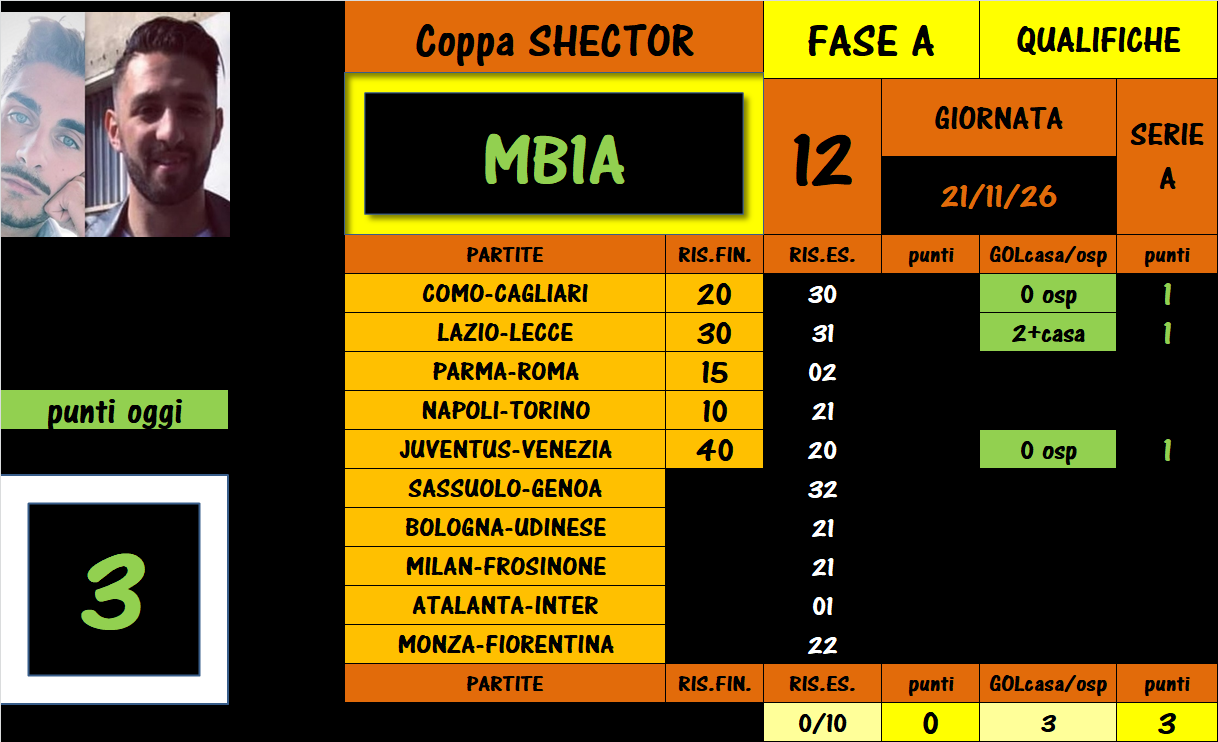 Coppa SHECTOR FASE A QUALIFICHE
MB1A 12 GIORNATA SERIE A
21/11/26
PARTITE RIS.FIN. RIS.ES. punti GOLcasa/osp punti
COMO-CAGLIARI 20 30 0 osp 1
LAZIO-LECCE 30 31 2+casa 1
PARMA-ROMA 15 02
NAPOLI-TORINO 10 21
punti oggi
JUVENTUS-VENEZIA 40 20 0 osp 1
SASSUOLO-GENOA 32
BOLOGNA-UDINESE 21
MILAN-FROSINONE 21
3
ATALANTA-INTER 01
MONZA-FIORENTINA 22
PARTITE RIS.FIN. RIS.ES. punti GOLcasa/osp punti
0/10 0 3 3